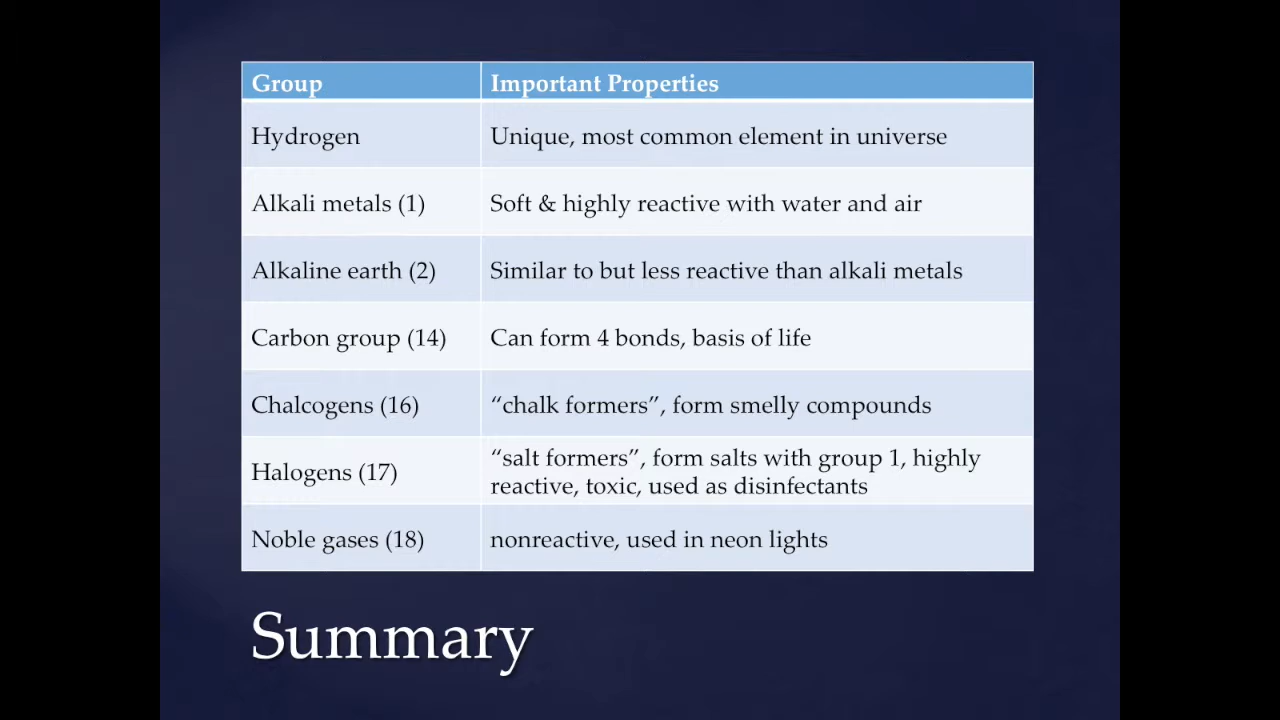 Group
Important Properties
Hydrogen
Unique, most common element in universe
Alkali metals (1)
Soft & highly reactive with water and air
Alkaline earth (2)
Similar to but less reactive than alkali metals
Carbon group (14)
Can form 4 bonds, basis of life
Chalcogens (16)
“chalk formers”, form smelly compounds
Halogens (17)
“salt formers”, form salts with group 1, highly
reactive, toxic, used as disinfectants
Noble gases (18)
nonreactive, used in neon lights
Summary